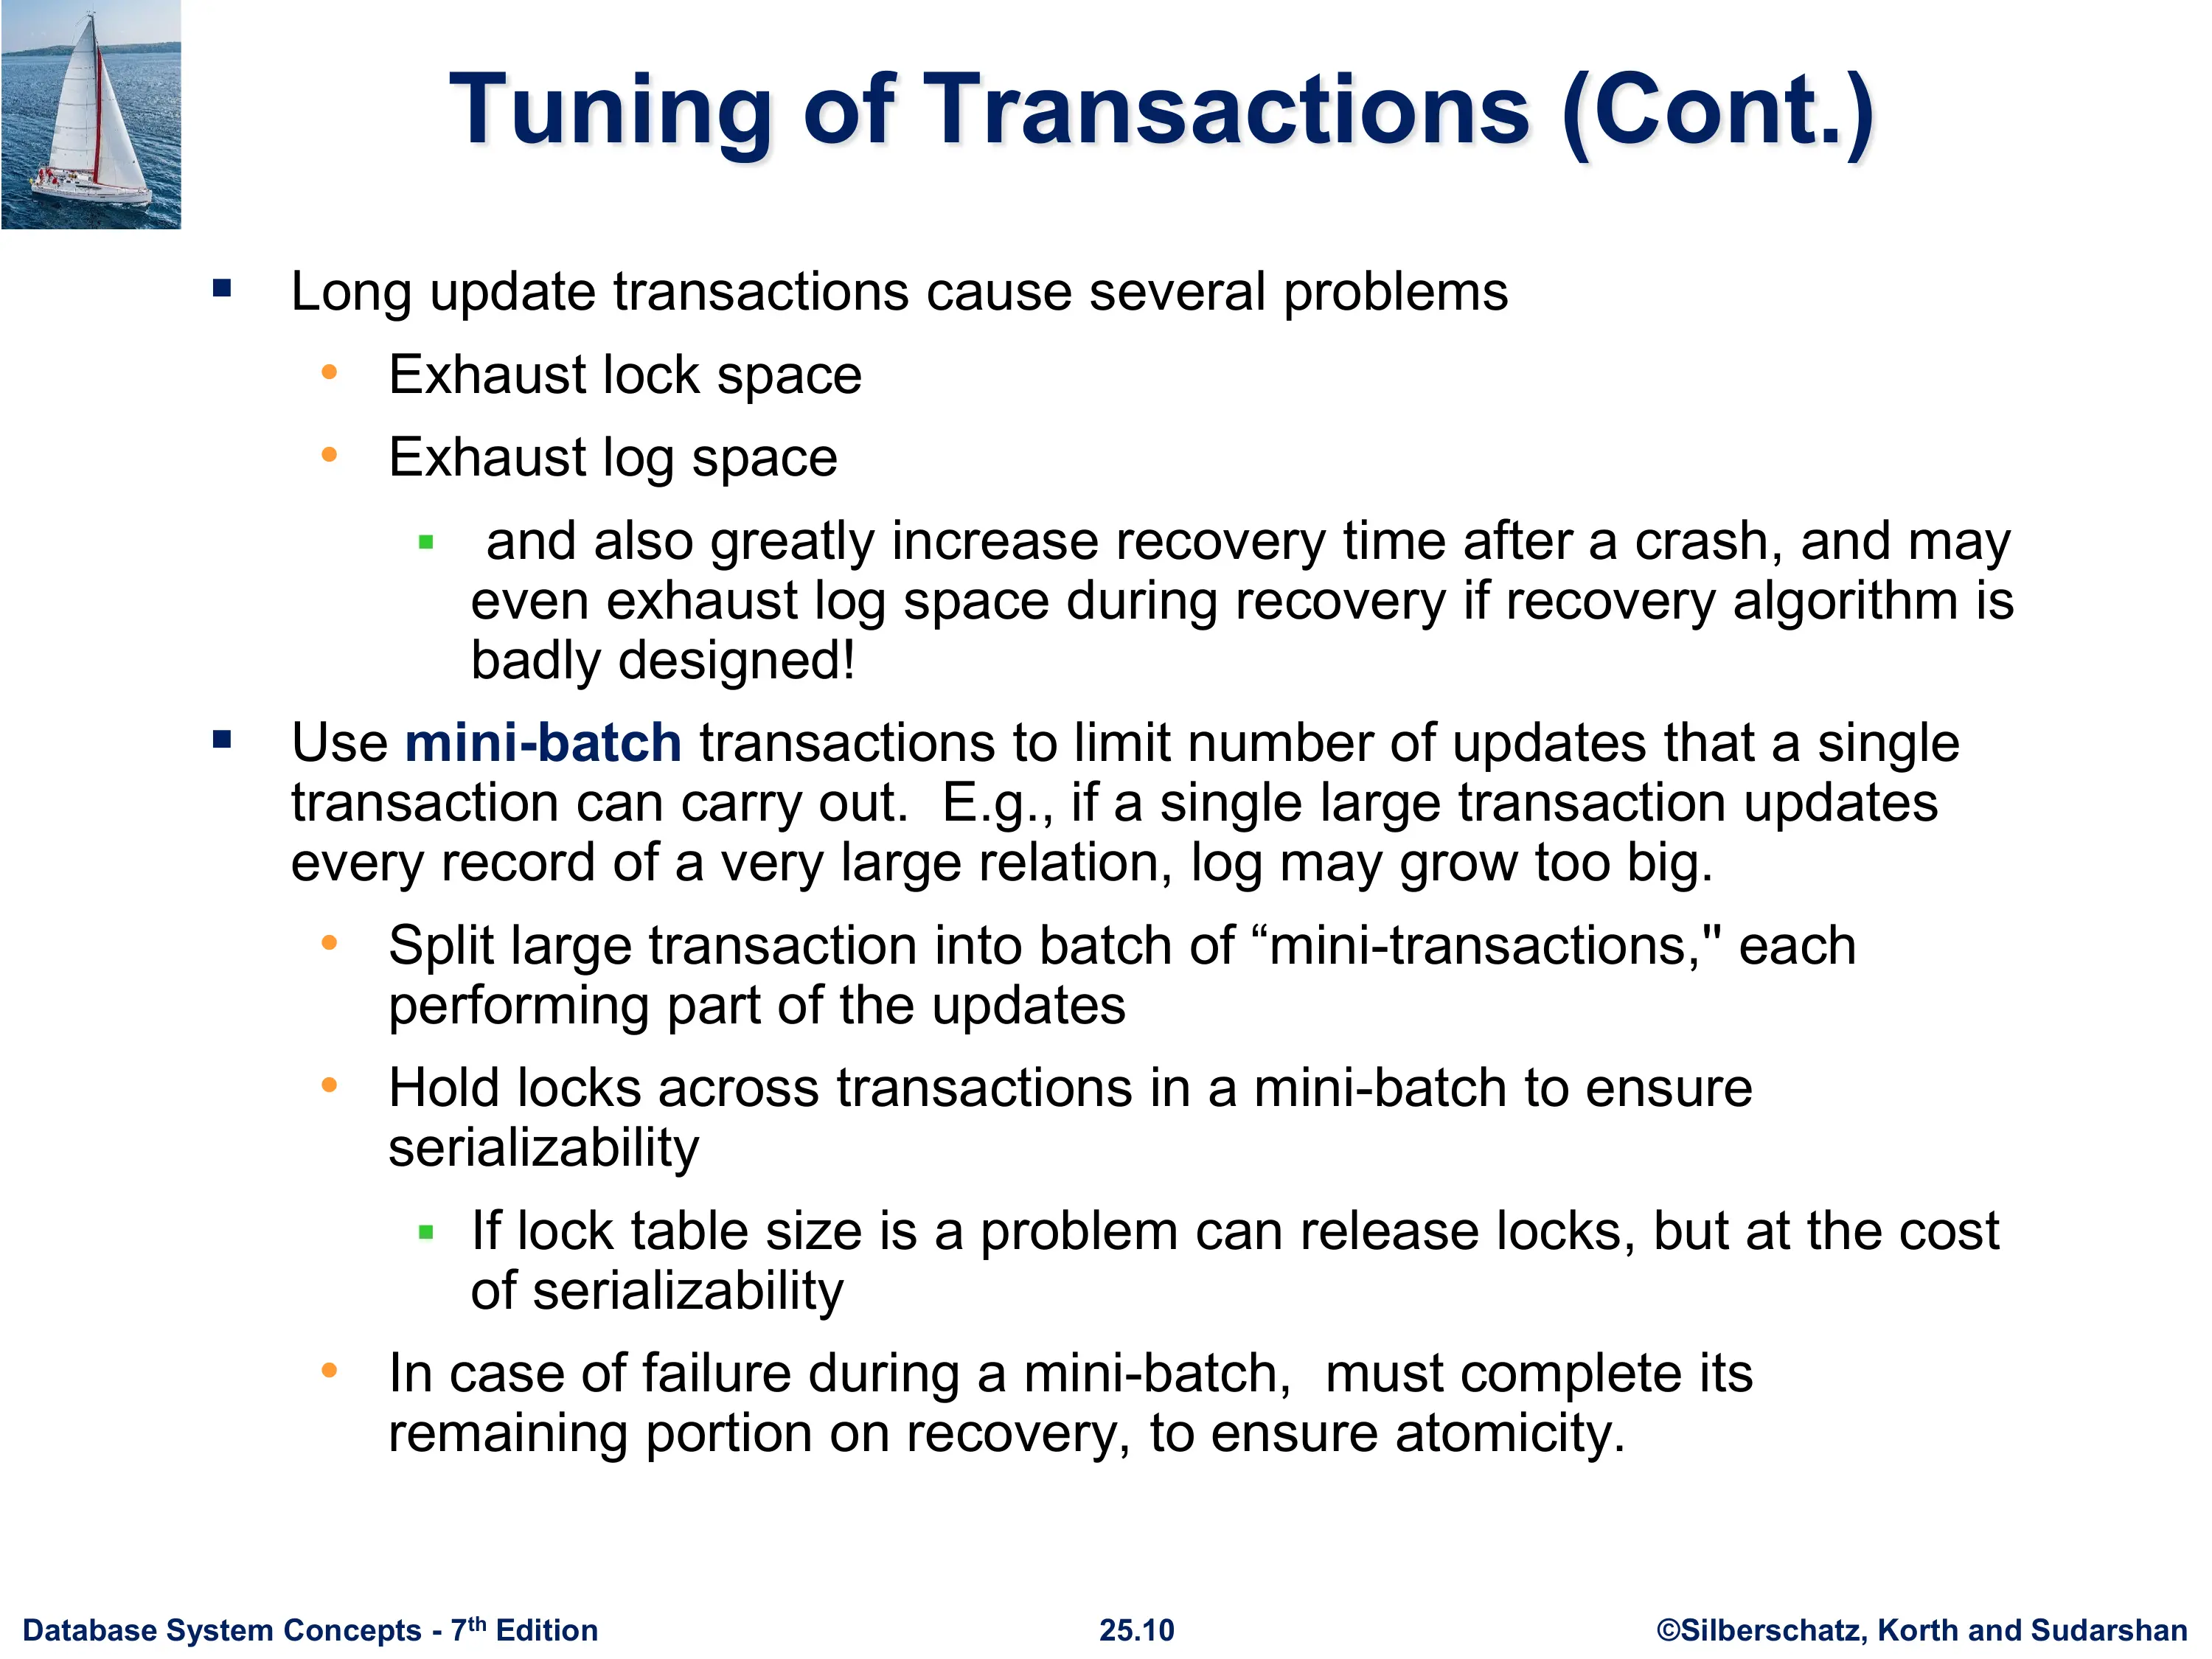 Tuning of Transactions (Cont.)
▪ Long update transactions cause several problems
• Exhaust lock space
• Exhaust log space
▪ and also greatly increase recovery time after a crash, and may
even exhaust log space during recovery if recovery algorithm is
badly designed!
▪ Use mini-batch transactions to limit number of updates that a single
transaction can carry out.  E.g., if a single large transaction updates
every record of a very large relation, log may grow too big.
• Split large transaction into batch of “mini-transactions," each
performing part of the updates
• Hold locks across transactions in a mini-batch to ensure
serializability
▪ If lock table size is a problem can release locks, but at the cost
of serializability
• In case of failure during a mini-batch,  must complete its
remaining portion on recovery, to ensure atomicity.
Database System Concepts - 7th Edition
25.10
©Silberschatz, Korth and Sudarshan